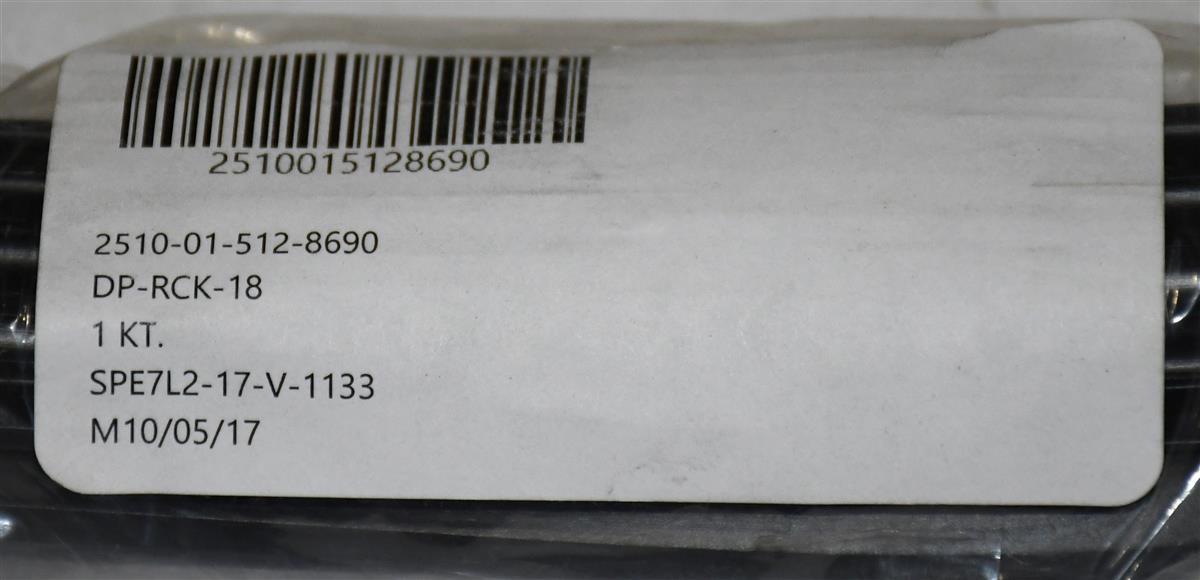 2510015128690
2510-01-512-8690
DP-RCK-18
1 KT.
SPE7L2-17-V-1133
M10/05/17